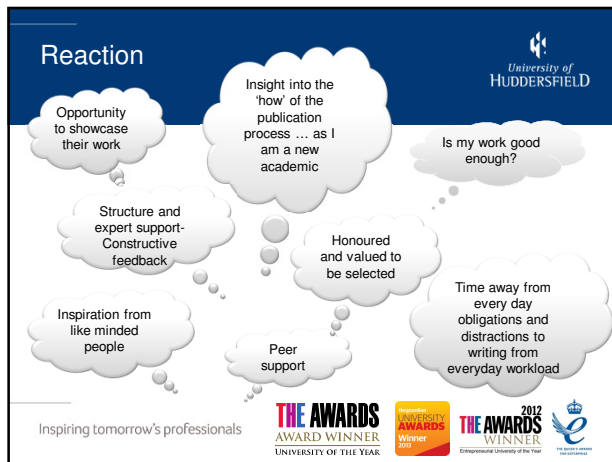 Reaction
University of
HUDDERSFIELD
Opportunity
to showcase
their work
Insight into the
'how' of the
publication
process … as I
am a new
academic
Is my work good
enough?
Structure and
expert support-
Constructive
feedback
Honoured
and valued to
be selected
Time away from
every day
obligations and
distractions to
writing from
everyday workload
Inspiration from
like minded
people
Peer
support
Inspiring tomorrow's professionals
THE AWARDS
AWARD WINNER
UNIVERSITY OF THE YEAR
theguardian
UNIVERSITY
AWARDS
Winner
2013
2012
THE AWARDS
WINNER
Entrepreneurial University of the Year
THE QUEEN'S AWARDS
FOR ENTERPRISE